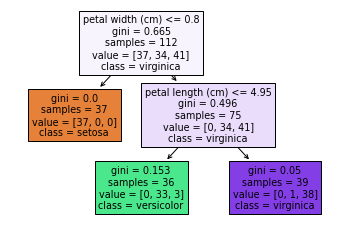 petal width (cm) <= 0.8
gini = 0.665
samples = 112
value = [37, 34, 41]
class = virginica
gini = 0.0
samples = 37
value = [37, 0, 0]
class = setosa
petal length (cm) <= 4.95
gini = 0.496
samples = 75
value = [0, 34, 41]
class = virginica
gini = 0.153
samples = 36
value = [0, 33, 3]
class = versicolor
gini = 0.05
samples = 39
value = [0, 1, 38]
class = virginica